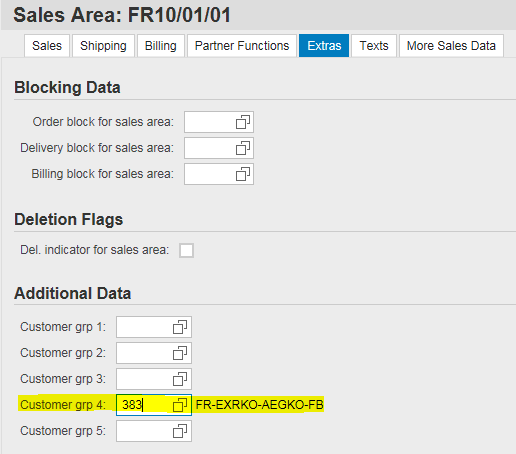 Sales Area: FR10/01/01
Sales Shipping Billing Partner Functions Extras Texts More Sales Data
Blocking Data
Order block for sales area:
Delivery block for sales area:
Billing block for sales area:
Deletion Flags
Del. indicator for sales area:
Additional Data
Customer grp 1:
Customer grp 2:
Customer grp 3:
Customer grp 4: 383 FR-EXRKO-AEGKO-FB
Customer grp 5: